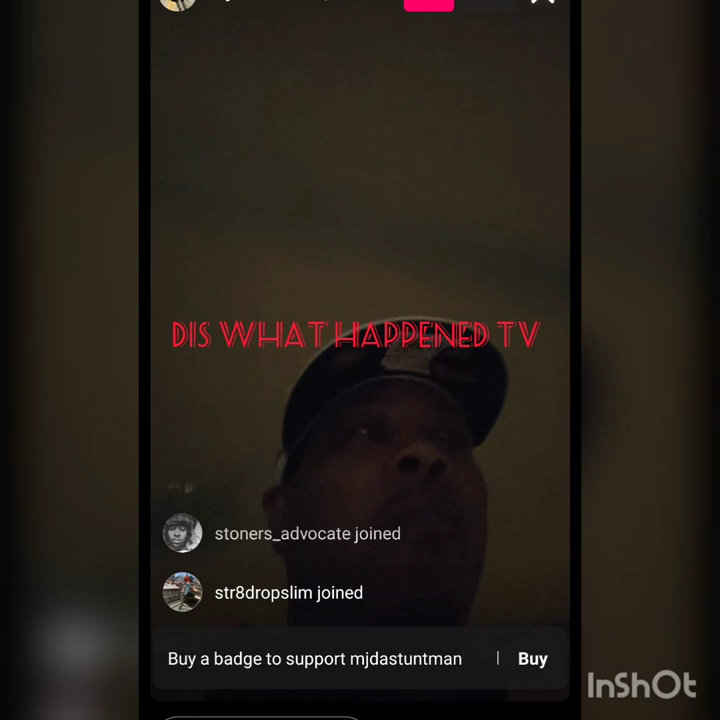 DIS WHAT HAPPENED TV
stoners_advocate joined
str8dropslim joined
Buy a badge to support mjdastuntman | Buy
InShOt